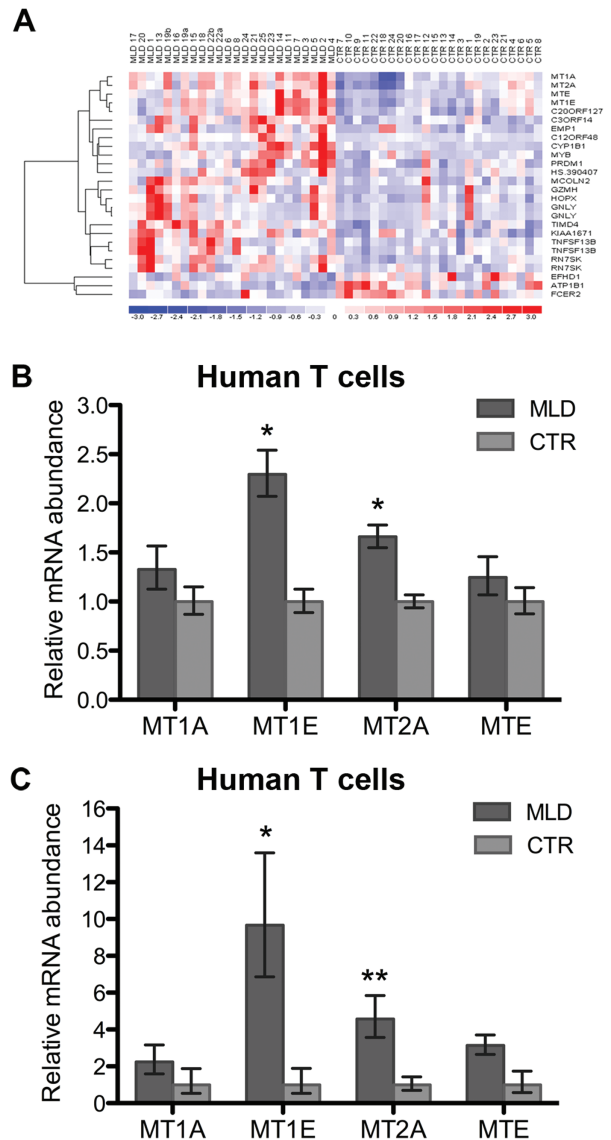 A
MLD 17
MLD 20
MLD 1
MLD 13
MLD 19b
MLD 16
MLD 19a
MLD 15
MLD 18
MLD 22b
MLD 22a
MLD 6
MLD 8
MLD 24
MLD 21
MLD 25
MLD 23
MLD 14
MLD 11
MLD 7
MLD 3
MLD 5
MLD 2
MLD 4
CTR 7
CTR 10
CTR 9
CTR 11
CTR 22
CTR 18
CTR 24
CTR 20
CTR 16
CTR 17
CTR 12
CTR 15
CTR 13
CTR 14
CTR 3
CTR 1
CTR 19
CTR 2
CTR 23
CTR 21
CTR 4
CTR 6
CTR 5
CTR 8
MT1A
MT2A
MTE
MT1E
C20ORF127
C3ORF14
EMP1
C12ORF48
CYP1B1
MYB
PRDM1
HS.390407
MCOLN2
GZMH
HOPX
GNLY
GNLY
TIMD4
KIAA1671
TNFSF13B
TNFSF13B
RN7SK
RN7SK
EFHD1
ATP1B1
FCER2
-3.0 -2.7 -2.4 -2.1 -1.8 -1.5 -1.2 -0.9 -0.6 -0.3 0 0.3 0.6 0.9 1.2 1.5 1.8 2.1 2.4 2.7 3.0
B
Human T cells
Relative mRNA abundance
3.0
2.5
2.0
1.5
1.0
0.5
0.0
* *
MLD
CTR
MT1A MT1E MT2A MTE
C
Human T cells
Relative mRNA abundance
16
14
12
10
8
6
4
2
0
* **
MLD
CTR
MT1A MT1E MT2A MTE